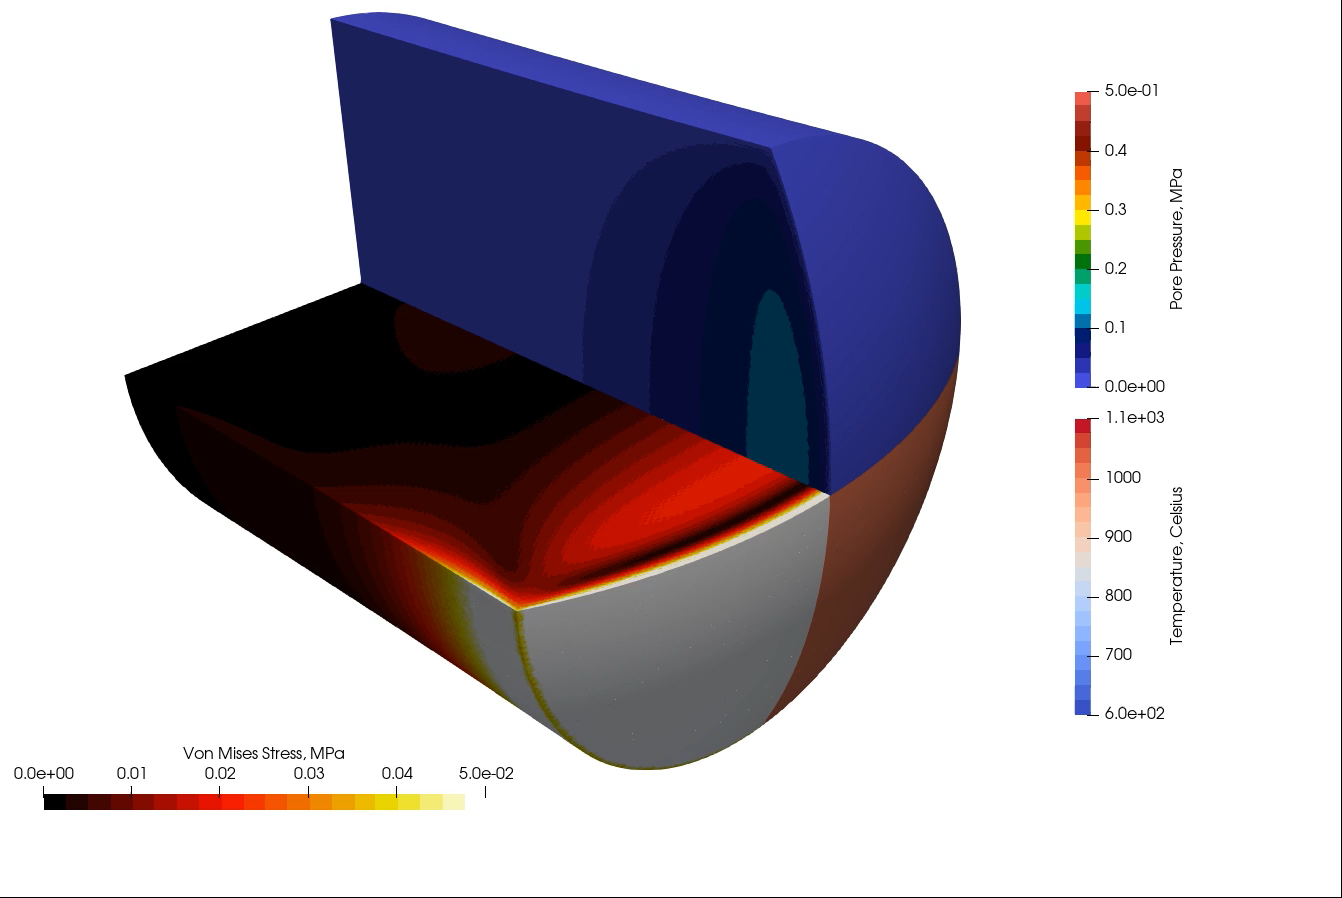 5.0e-01
0.4
0.3
0.2
0.1
0.0e+00
Pore Pressure, MPa
1.1e+03
1000
900
800
700
6.0e+02
Temperature, Celsius
Von Mises Stress, MPa
0.0e+00 0.01 0.02 0.03 0.04 5.0e-02